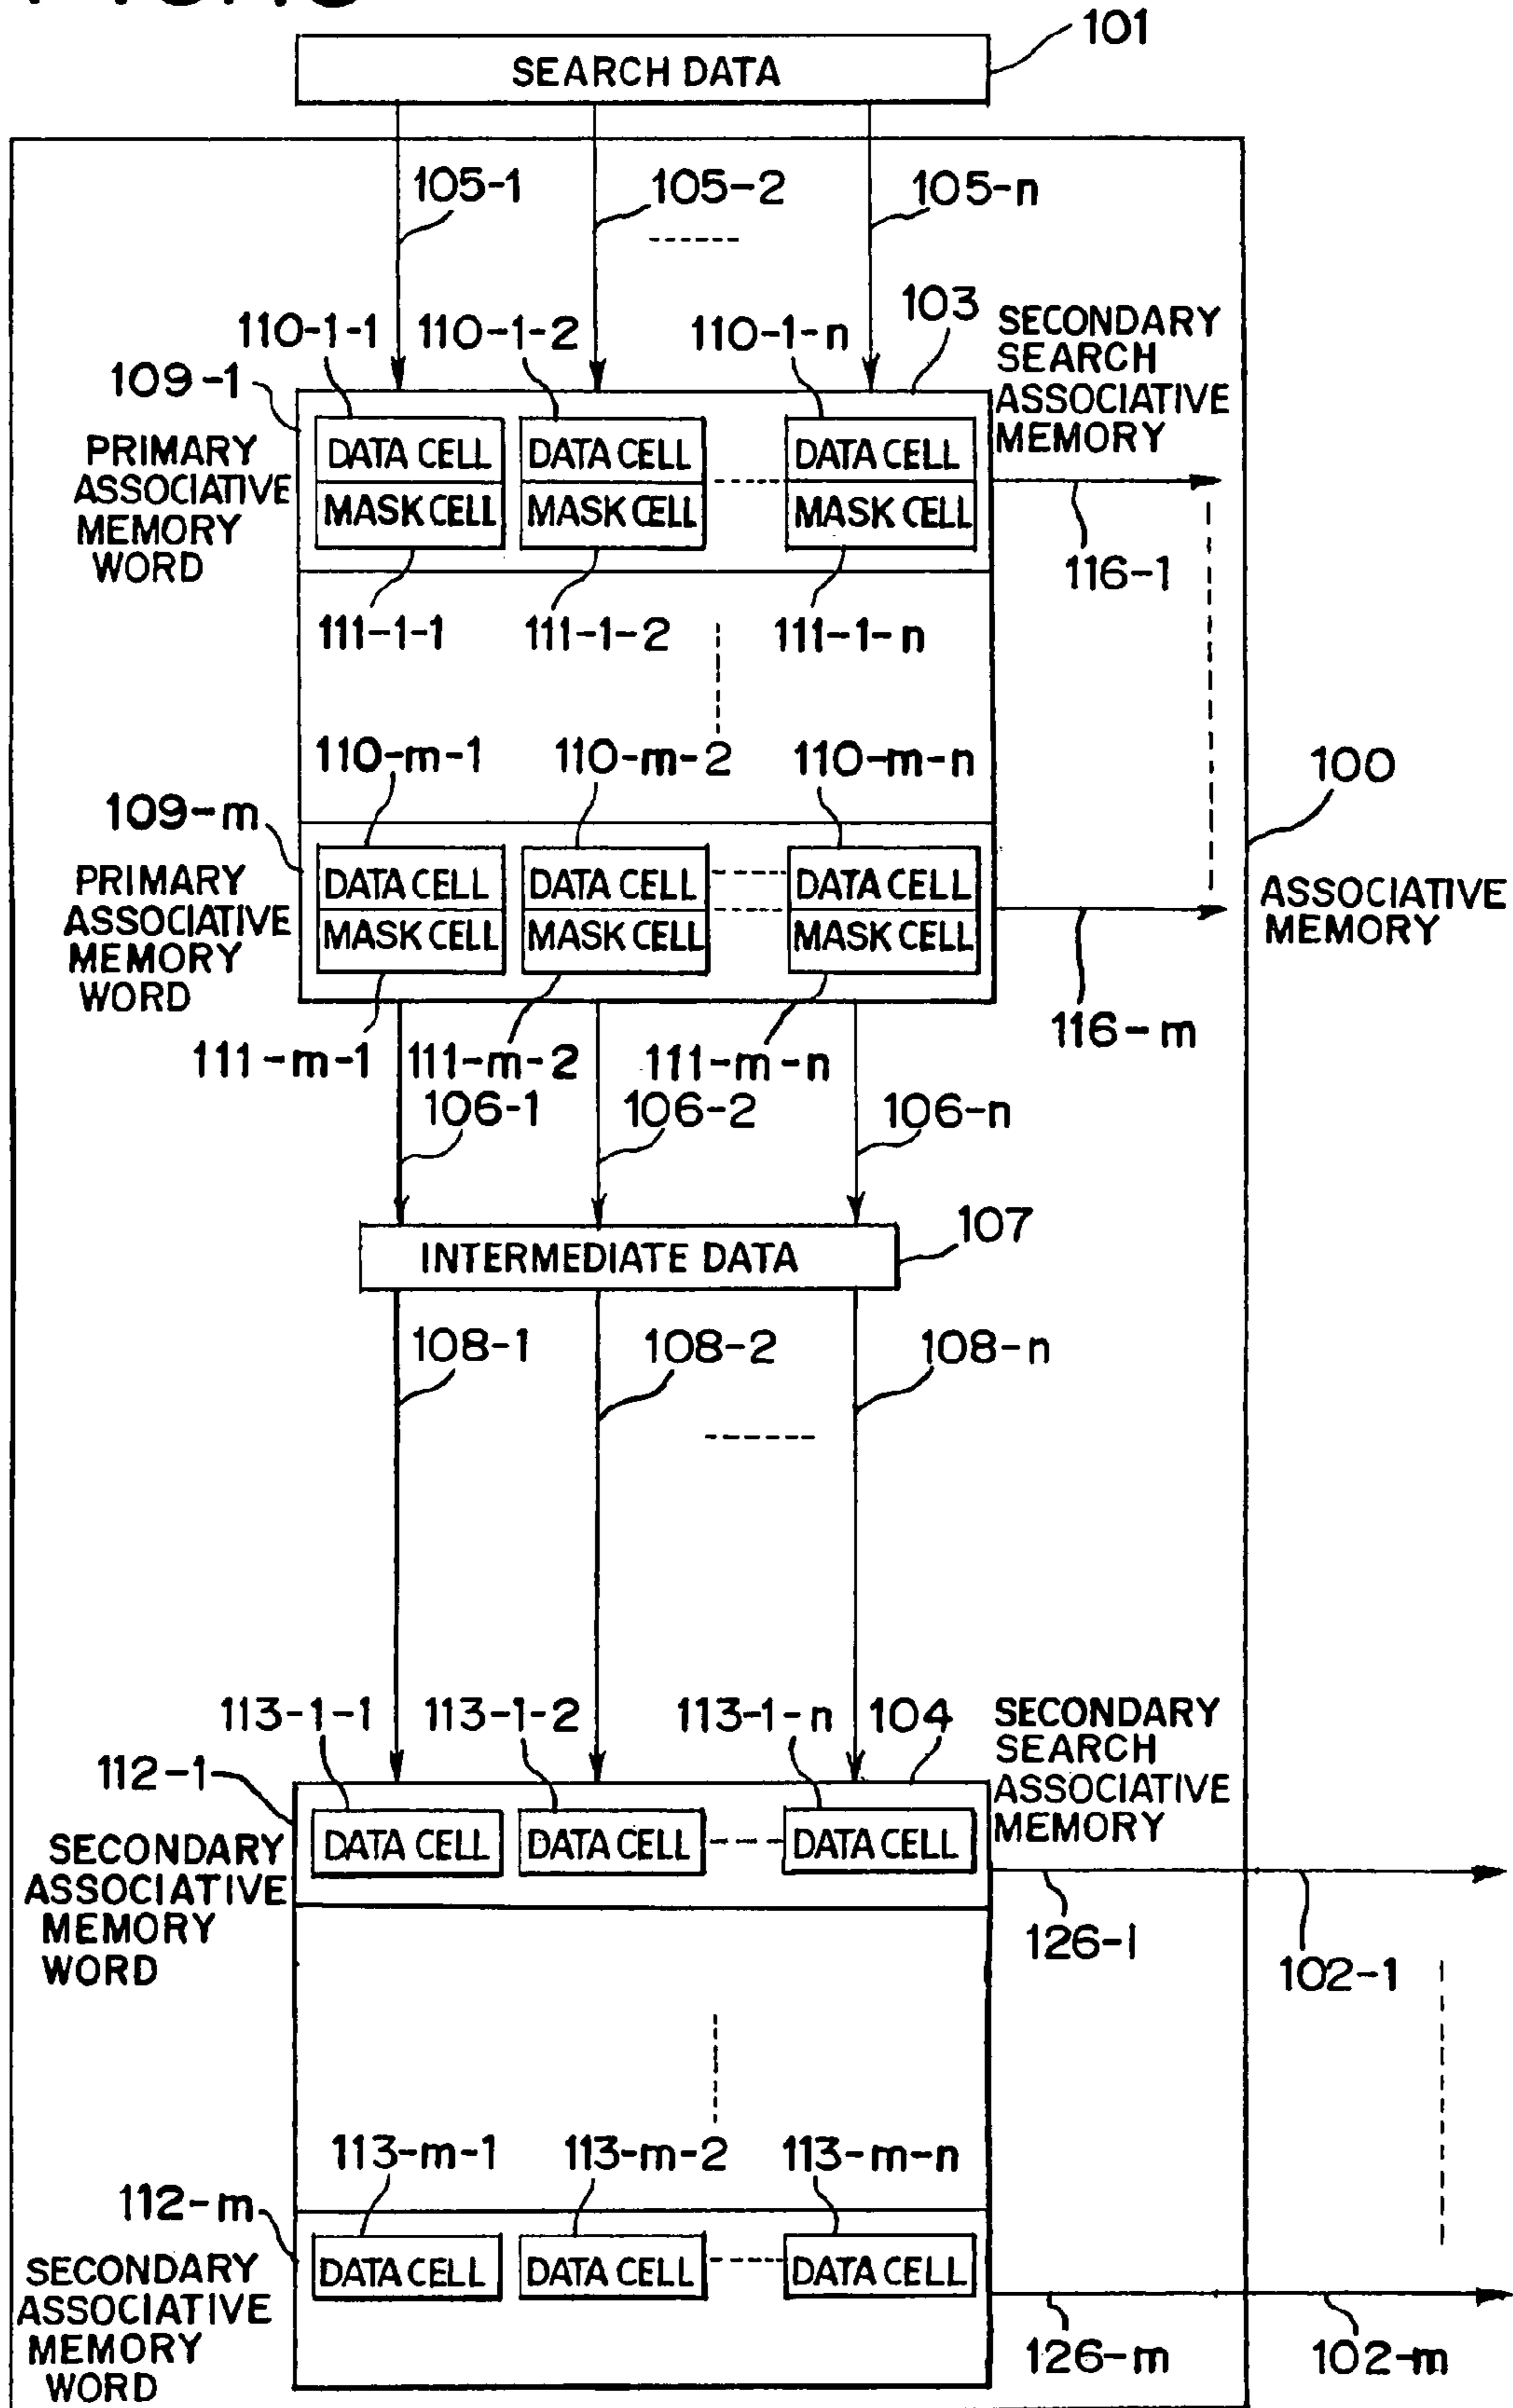 101
SEARCH DATA
105-1
105-2
105-n
103
110-1-1
110-1-2
110-1-n
SECONDARY
SEARCH
ASSOCIATIVE
MEMORY
109-1
PRIMARY
ASSOCIATIVE
MEMORY
WORD
DATA CELL
DATA CELL
DATA CELL
MASK CELL
MASK CELL
MASK CELL
116-1
111-1-1
111-1-2
111-1-n
110-m-1
110-m-2
110-m-n
100
109-m
PRIMARY
ASSOCIATIVE
MEMORY
WORD
DATA CELL
DATA CELL
DATA CELL
MASK CELL
MASK CELL
MASK CELL
ASSOCIATIVE
MEMORY
116-m
111-m-1
111-m-2
111-m-n
106-1
106-2
106-n
107
INTERMEDIATE DATA
108-1
108-2
108-n
113-1-1
113-1-2
113-1-n
104
SECONDARY
SEARCH
ASSOCIATIVE
MEMORY
112-1
SECONDARY
ASSOCIATIVE
MEMORY
WORD
DATA CELL
DATA CELL
DATA CELL
126-1
102-1
113-m-1
113-m-2
113-m-n
112-m
SECONDARY
ASSOCIATIVE
MEMORY
WORD
DATA CELL
DATA CELL
DATA CELL
126-m
102-m